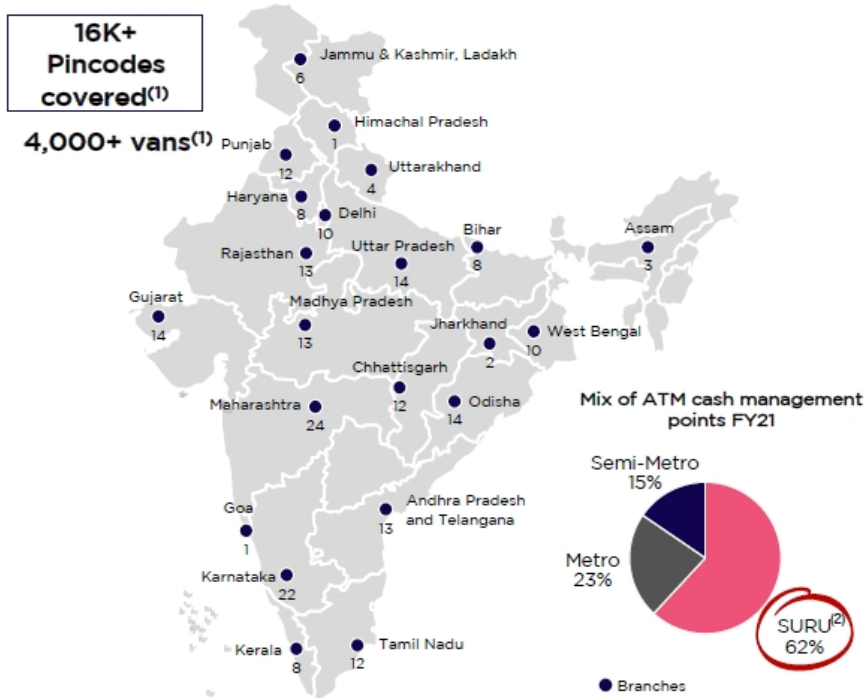 16K+
Pincodes
covered(1)
4,000+ vans(1)
Jammu & Kashmir, Ladakh
6
Himachal Pradesh
1
Punjab
12
Uttarakhand
4
Haryana
8
Delhi
10
Rajasthan
13
Uttar Pradesh
14
Bihar
8
Assam
3
Gujarat
14
Madhya Pradesh
13
Jharkhand
2
West Bengal
10
Chhattisgarh
12
Maharashtra
24
Odisha
14
Goa
1
Andhra Pradesh
and Telangana
13
Karnataka
22
Kerala
8
Tamil Nadu
12
Mix of ATM cash management
points FY21
Semi-Metro
15%
Metro
23%
SURU(2)
62%
Branches